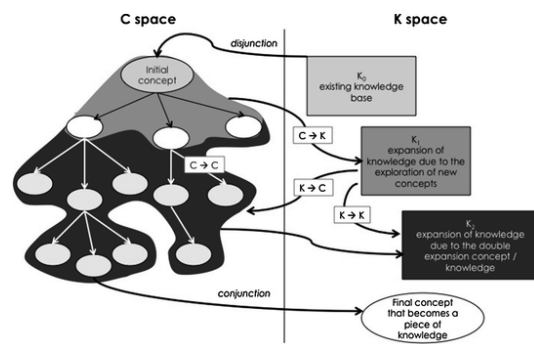 C space
K space
disjunction
Initial
concept
K₀
existing knowledge
base
C → K
K₁
expansion of
knowledge due to the
exploration of new
concepts
C → C
K → C
K → K
K₂
expansion of knowledge
due to the double
expansion concept /
knowledge
conjunction
Final concept
that becomes a
piece of
knowledge